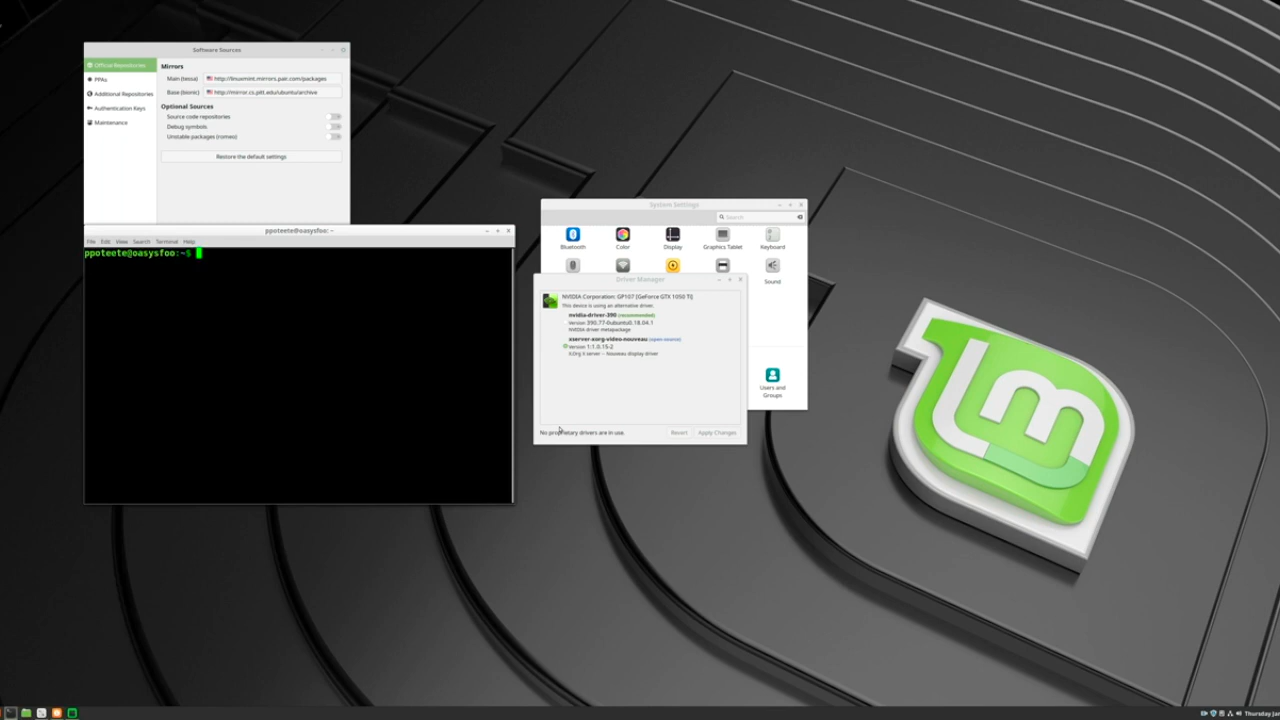 Software Sources
Official Repositories
PPAs
Additional Repositories
Authentication Keys
Maintenance
Mirrors
Main (tessa) http://linuxmint.mirrors.pair.com/packages
Base (bionic) http://mirror.cs.pitt.edu/ubuntu/archive
Optional Sources
Source code repositories
Debug symbols
Unstable packages (romeo)
Restore the default settings
ppoteete@oasysfoo: ~
File Edit View Search Terminal Help
ppoteete@oasysfoo:~$
System Settings
Search
Bluetooth Color Display Graphics Tablet Keyboard
Sound
Users and
Groups
Driver Manager
NVIDIA Corporation: GP107 [GeForce GTX 1050 Ti]
This device is using an alternative driver.
nvidia-driver-390 (recommended)
Version 390.77-0ubuntu0.18.04.1
NVIDIA driver metapackage
xserver-xorg-video-nouveau (open-source)
Version 1:1.0.15-2
X.Org X server -- Nouveau display driver
No proprietary drivers are in use.
Revert Apply Changes
lm
Thursday